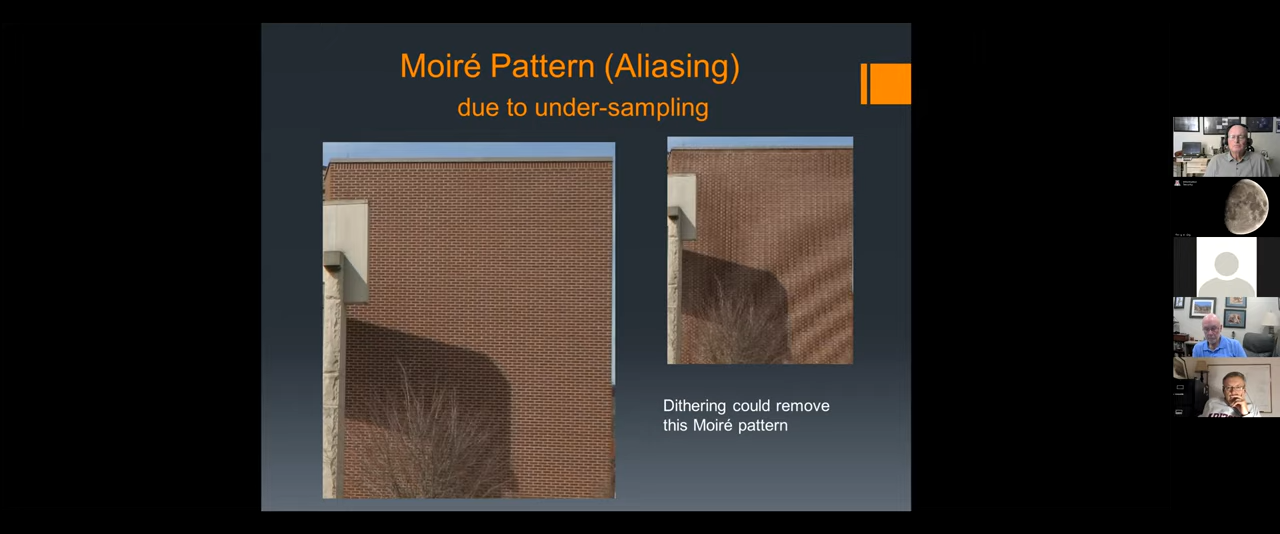 Moiré Pattern (Aliasing)
due to under-sampling
Dithering could remove
this Moiré pattern